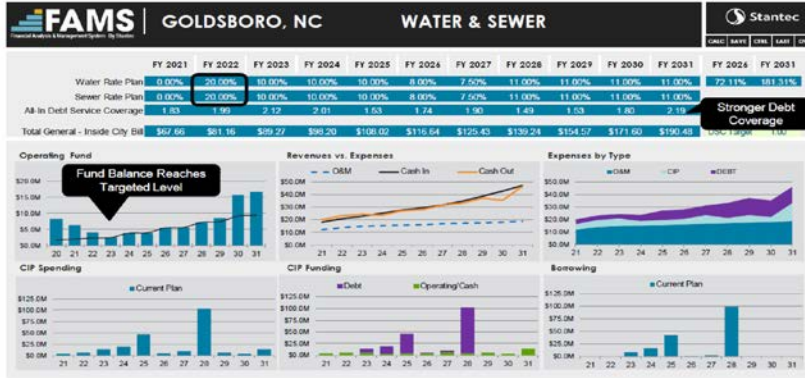 FAMS GOLDSBORO, NC WATER & SEWER Stantec
Financial Analysis & Management System By Stantec
CALC SAVE CTRL LAST
FY 2021 FY 2022 FY 2023 FY 2024 FY 2025 FY 2026 FY 2027 FY 2028 FY 2029 FY 2030 FY 2031 FY 2026 FY 2031
Water Rate Plan 0.00% 20.00% 10.00% 10.00% 10.00% 8.00% 7.50% 11.00% 11.00% 11.00% 11.00% 72.11% 181.31%
Sewer Rate Plan 0.00% 20.00% 10.00% 10.00% 10.00% 8.00% 7.50% 11.00% 11.00% 11.00% 11.00%
All-In Debt Service Coverage 1.83 1.99 2.12 2.01 1.53 1.74 1.90 1.49 1.53 1.80 2.19
Stronger Debt
Coverage
Total General - Inside City Bill $67.66 $81.16 $89.27 $98.20 $108.02 $116.64 $125.43 $139.24 $154.57 $171.60 $190.48 DSC Target 1.00
Operating Fund
Fund Balance Reaches
Targeted Level
$20.0M
$15.0M
$5.0M
$0.0M
20 21 22 23 24 25 26 27 28 29 30 31
Revenues vs. Expenses
O&M Cash In Cash Out
$50.0M
$40.0M
$30.0M
$20.0M
$10.0M
$0.0M
21 22 23 24 25 26 27 28 29 30 31
Expenses by Type
O&M CIP DEBT
$50.0M
$40.0M
$30.0M
$20.0M
$10.0M
$0.0M
21 22 23 24 25 26 27 28 29 30 31
CIP Spending
Current Plan
$125.0M
$100.0M
$75.0M
$50.0M
$25.0M
$0.0M
21 22 23 24 25 26 27 28 29 30 31
CIP Funding
Debt Operating/Cash
$125.0M
$100.0M
$75.0M
$50.0M
$25.0M
$0.0M
21 22 23 24 25 26 27 28 29 30 31
Borrowing
Current Plan
$125.0M
$100.0M
$75.0M
$50.0M
$25.0M
$0.0M
21 22 23 24 25 26 27 28 29 30 31